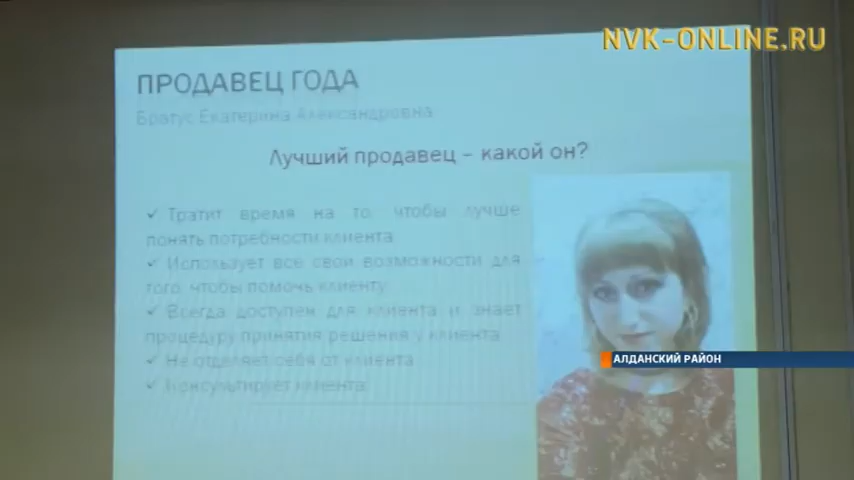 NVK-ONLINE.RU
ПРОДАВЕЦ ГОДА
Братус Екатерина Александровна
Лучший продавец – какой он?
✓ Тратит время на то, чтобы лучше
понять потребности клиента
✓ Использует все свои возможности для
того, чтобы помочь клиенту
✓ Всегда доступен для клиента и знает
процедуру принятия решения у клиента
✓ Не отделяет себя от клиента
✓ Консультирует клиента
АЛДАНСКИЙ РАЙОН